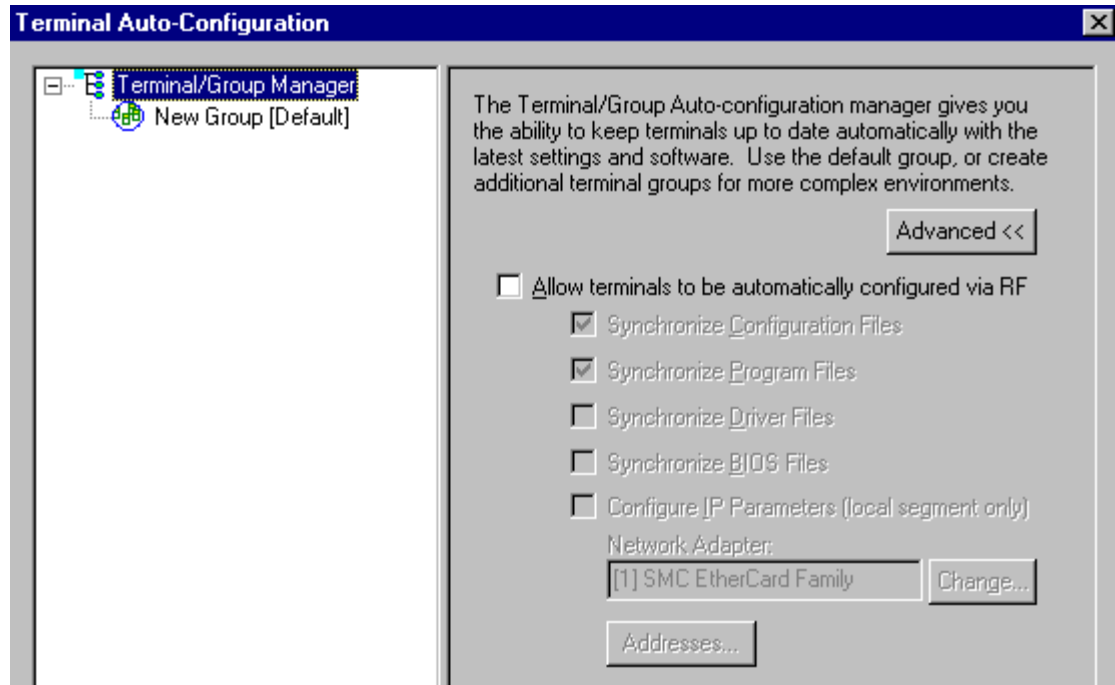 Terminal Auto-Configuration
Terminal/Group Manager
New Group [Default]
The Terminal/Group Auto-configuration manager gives you
the ability to keep terminals up to date automatically with the
latest settings and software. Use the default group, or create
additional terminal groups for more complex environments.
Advanced <<
Allow terminals to be automatically configured via RF
Synchronize Configuration Files
Synchronize Program Files
Synchronize Driver Files
Synchronize BIOS Files
Configure IP Parameters (local segment only)
Network Adapter:
[1] SMC EtherCard Family
Change...
Addresses...